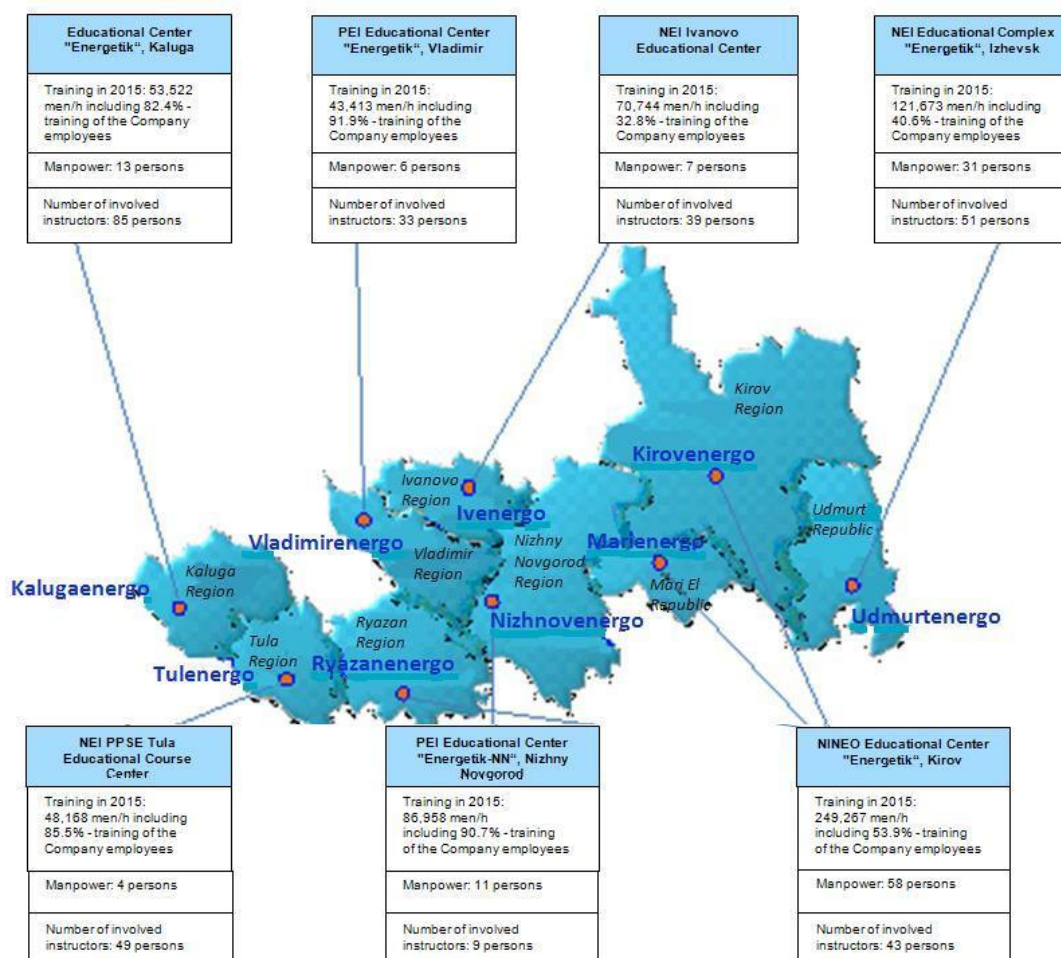 Educational Center
"Energetik“, Kaluga
Training in 2015: 53,522
men/h including 82.4% -
training of the Company
employees
Manpower: 13 persons
Number of involved
instructors: 85 persons
PEI Educational Center
"Energetik“, Vladimir
Training in 2015:
43,413 men/h including
91.9% - training of the
Company employees
Manpower: 6 persons
Number of involved
instructors: 33 persons
NEI Ivanovo
Educational Center
Training in 2015:
70,744 men/h including
32.8% - training of the
Company employees
Manpower: 7 persons
Number of involved
instructors: 39 persons
NEI Educational Complex
"Energetik“, Izhevsk
Training in 2015:
121,673 men/h including
40.6% - training of the
Company employees
Manpower: 31 persons
Number of involved
instructors: 51 persons
Kirov
Region
Kirovenergo
Ivanovo
Region
Ivenergo
Udmurt
Republic
Vladimirenergo
Vladimir
Region
Nizhny
Novgorod
Region
Marienergo
Mari El
Republic
Kalugaenergo
Kaluga
Region
Nizhnovenergo
Udmurtenergo
Ryazan
Region
Tula
Region
Tulenergo
Ryazanenergo
NEI PPSE Tula
Educational Course
Center
Training in 2015:
48,168 men/h including
85.5% - training of the
Company employees
Manpower: 4 persons
Number of involved
instructors: 49 persons
PEI Educational Center
"Energetik-NN“, Nizhny
Novgorod
Training in 2015:
86,958 men/h
including 90.7% - training
of the Company employees
Manpower: 11 persons
Number of involved
instructors: 9 persons
NINEO Educational Center
"Energetik“, Kirov
Training in 2015:
249,267 men/h
including 53.9% - training
of the Company employees
Manpower: 58 persons
Number of involved
instructors: 43 persons